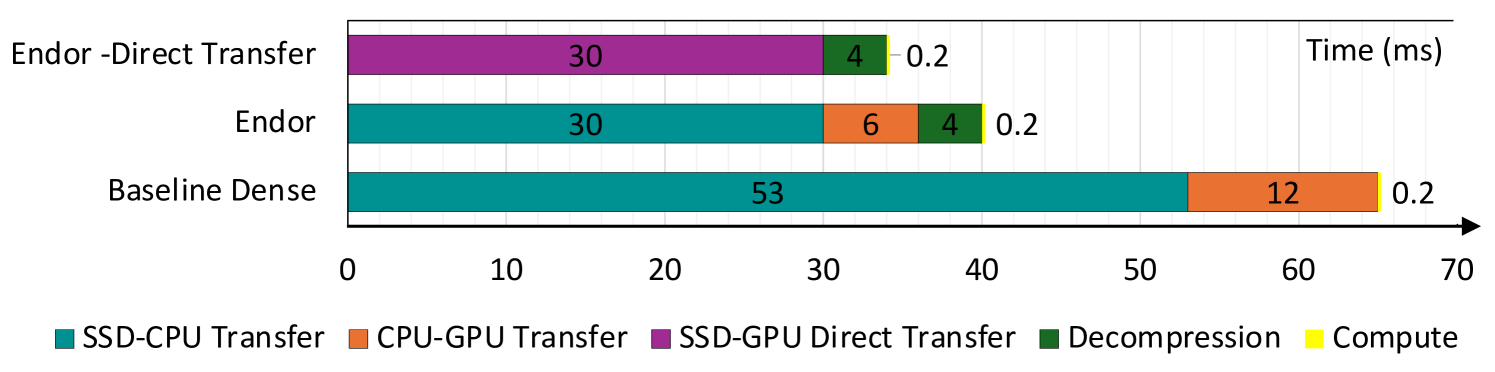 Endor -Direct Transfer 30 4 0.2 Time (ms)
Endor 30 6 4 0.2
Baseline Dense 53 12 0.2
0 10 20 30 40 50 60 70
SSD-CPU Transfer CPU-GPU Transfer SSD-GPU Direct Transfer Decompression Compute